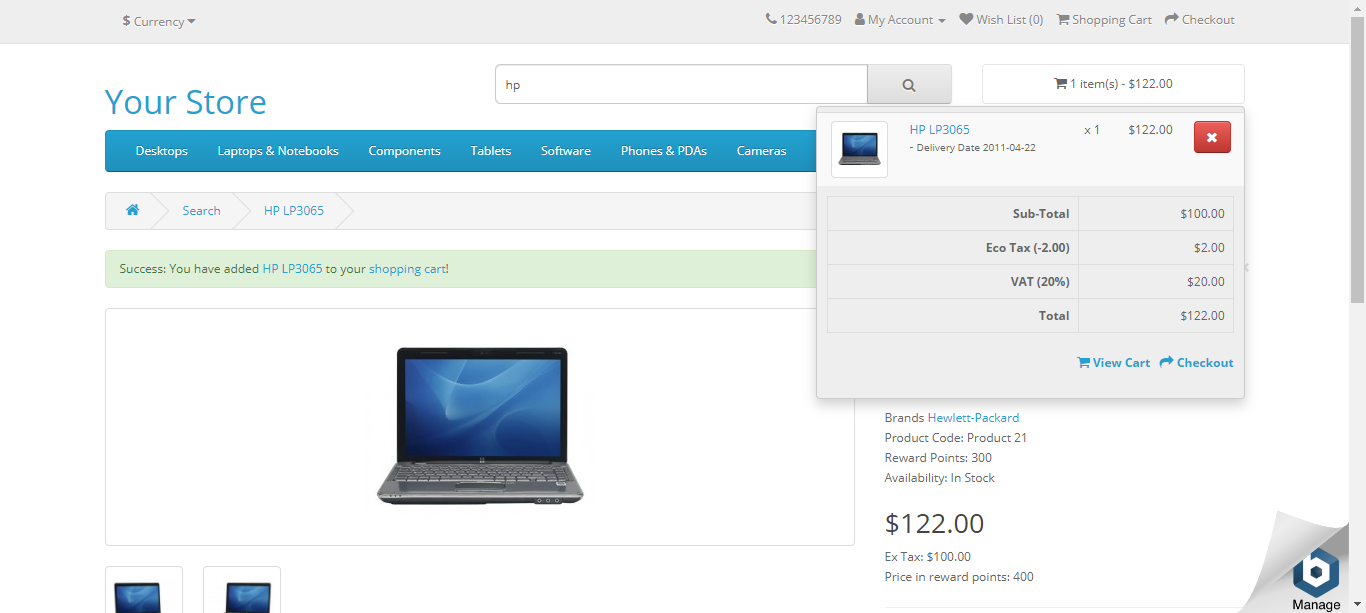 $ Currency
123456789 My Account Wish List (0) Shopping Cart Checkout
Your Store
hp
1 item(s) - $122.00
Desktops Laptops & Notebooks Components Tablets Software Phones & PDAs Cameras
HP LP3065 x 1 $122.00
- Delivery Date 2011-04-22
Sub-Total $100.00
Eco Tax (-2.00) $2.00
VAT (20%) $20.00
Total $122.00
View Cart Checkout
Search HP LP3065
Success: You have added HP LP3065 to your shopping cart!
Brands Hewlett-Packard
Product Code: Product 21
Reward Points: 300
Availability: In Stock
$122.00
Ex Tax: $100.00
Price in reward points: 400
Manage